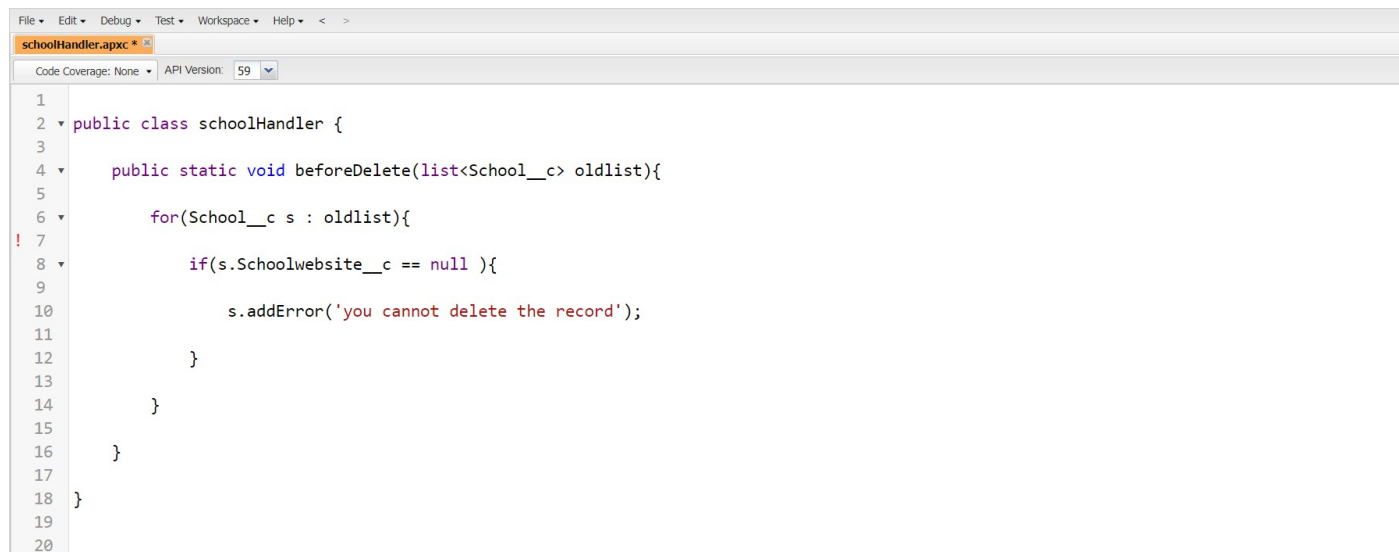 File Edit Debug Test Workspace Help < >
schoolHandler.apxc *
Code Coverage: None API Version: 59
1
2 public class schoolHandler {
3
4 public static void beforeDelete(list<School__c> oldlist){
5
6 for(School__c s : oldlist){
! 7
8 if(s.Schoolwebsite__c == null ){
9
10 s.addError('you cannot delete the record');
11
12 }
13
14 }
15
16 }
17
18 }
19
20